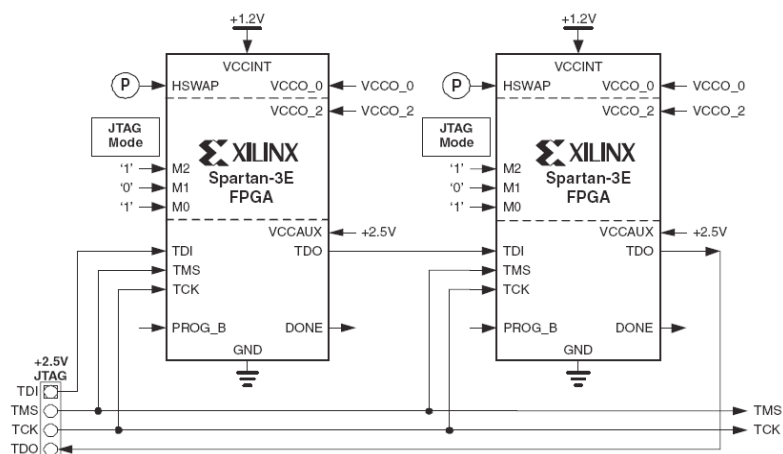 +1.2V
+1.2V
VCCINT
VCCINT
P
HSWAP
VCCO_0
VCCO_0
P
HSWAP
VCCO_0
VCCO_0
VCCO_2
VCCO_2
VCCO_2
VCCO_2
JTAG
Mode
JTAG
Mode
XILINX
XILINX
'1'
M2
Spartan-3E
'1'
M2
Spartan-3E
'0'
M1
FPGA
'0'
M1
FPGA
'1'
M0
'1'
M0
VCCAUX
+2.5V
VCCAUX
+2.5V
TDI
TDO
TDI
TDO
TMS
TMS
TCK
TCK
PROG_B
DONE
PROG_B
DONE
GND
GND
+2.5V
JTAG
TDI
TMS
TMS
TCK
TCK
TDO